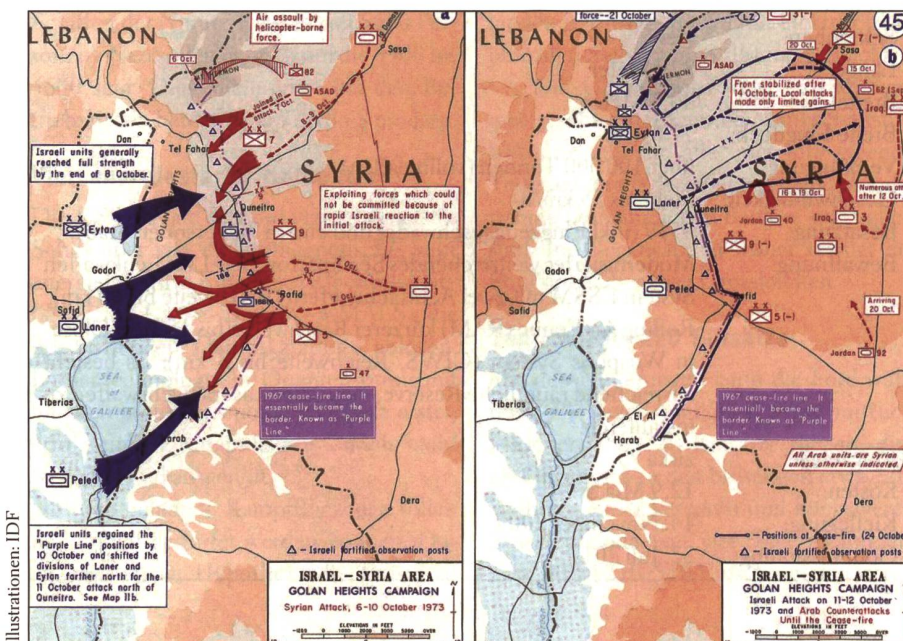 Illustrationen: IDF
LEBANON
Air assault by
helicopter-borne
force.
a
6 Oct.
HERMON
82
ASAD
Sasa
Joined in
attack, 7 Oct.
8-9 Oct.
7
Dan
Tel Fahar
Israeli units generally
reached full strength
by the end of 8 October.
SYRIA
GOLAN HEIGHTS
Exploiting forces which could
not be committed because of
rapid Israeli reaction to the
initial attack.
Quneitra
7 (-)
9
Eytan
188
Godot
7 Oct.
Rafid
7 Oct.
1
Safid
Laner
5
47
SEA
of
GALILEE
Tiberias
1967 cease-fire line. It
essentially became the
border. Known as "Purple
Line."
Harab
Peled
Dera
Israeli units regained the
"Purple Line" positions by
10 October and shifted the
divisions of Laner and
Eytan farther north for the
11 October attack north of
Quneitra. See Map 11b.
- Israeli fortified observation posts
ISRAEL – SYRIA AREA
GOLAN HEIGHTS CAMPAIGN
Syrian Attack, 6-10 October 1973
ELEVATIONS IN FEET
LEBANON
force--21 October
LZ
45
b
7 (-)
Sasa
20 Oct.
15 Oct.
HERMON
ASAD
Front stabilized after
14 October. Local attacks
made only limited gains.
Iraq.
Dan
Eytan
Tel Fahar
SYRIA
GOLAN HEIGHTS
Laner
Quneitra
16 & 19 Oct.
Numerous
after 12 Oct.
Jordan 40
Iraq. 3
9 (-)
1
Godot
Peled
Rafid
Safid
5 (-)
Arriving
20 Oct.
Jordan 92
SEA
of
GALILEE
Tiberias
1967 cease-fire line. It
essentially became the
border. Known as "Purple
Line."
El Al
Harab
All Arab units are Syrian
unless otherwise indicated
Dera
- Positions at cease-fire (24 Octobe
- Israeli fortified observation posts
ISRAEL – SYRIA AREA
GOLAN HEIGHTS CAMPAIGN
Israeli Attack on 11-12 October
1973 and Arab Counterattacks
Until the Cease-fire
ELEVATIONS IN FEET